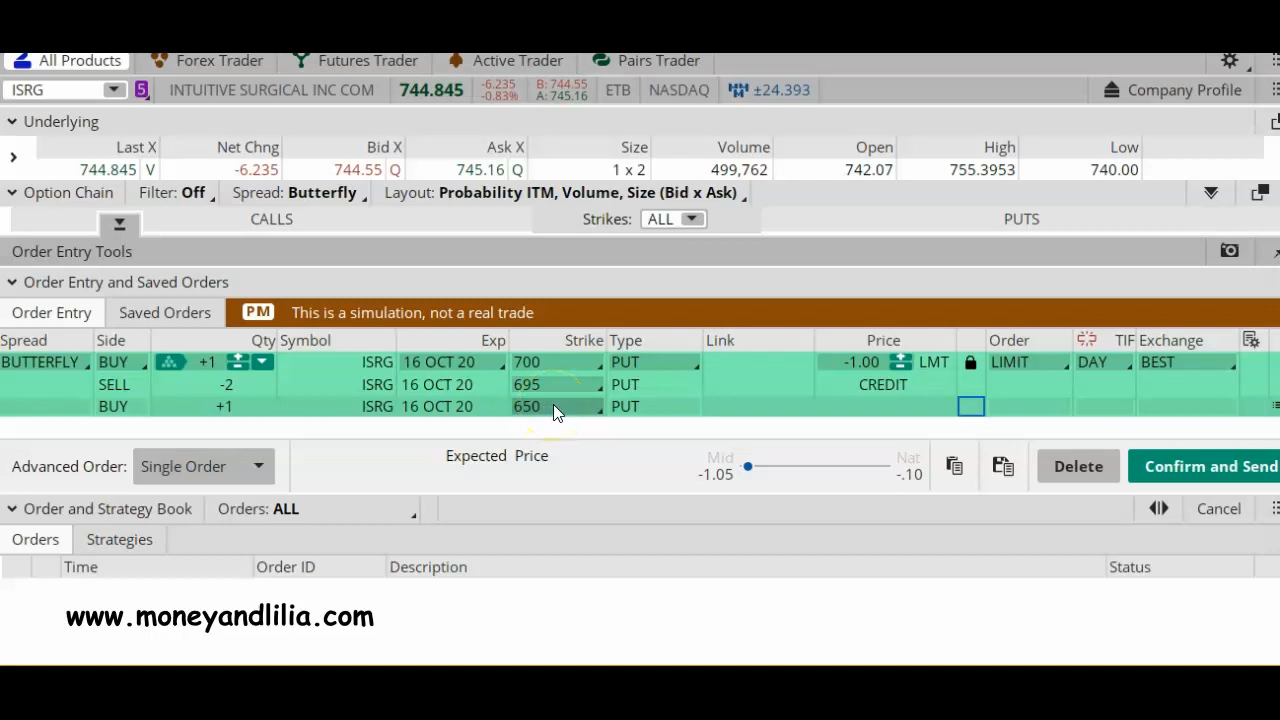 All Products Forex Trader Futures Trader Active Trader Pairs Trader
ISRG 5 INTUITIVE SURGICAL INC COM 744.845 -6.235 -0.83% B: 744.55 A: 745.16 ETB NASDAQ ±24.393 Company Profile
Underlying
Last X Net Chng Bid X Ask X Size Volume Open High Low
744.845 V -6.235 744.55 Q 745.16 Q 1 x 2 499,762 742.07 755.3953 740.00
Option Chain Filter: Off Spread: Butterfly Layout: Probability ITM, Volume, Size (Bid x Ask)
CALLS Strikes: ALL PUTS
Order Entry Tools
Order Entry and Saved Orders
Order Entry Saved Orders PM This is a simulation, not a real trade
Spread Side Qty Symbol Exp Strike Type Link Price Order TIF Exchange
BUTTERFLY BUY +1 ISRG 16 OCT 20 700 PUT -1.00 LMT LIMIT DAY BEST
SELL -2 ISRG 16 OCT 20 695 PUT CREDIT
BUY +1 ISRG 16 OCT 20 650 PUT
Advanced Order: Single Order Expected Price Mid -1.05 Nat -.10 Delete Confirm and Send
Order and Strategy Book Orders: ALL Cancel
Orders Strategies
Time Order ID Description Status
www.moneyandlilia.com